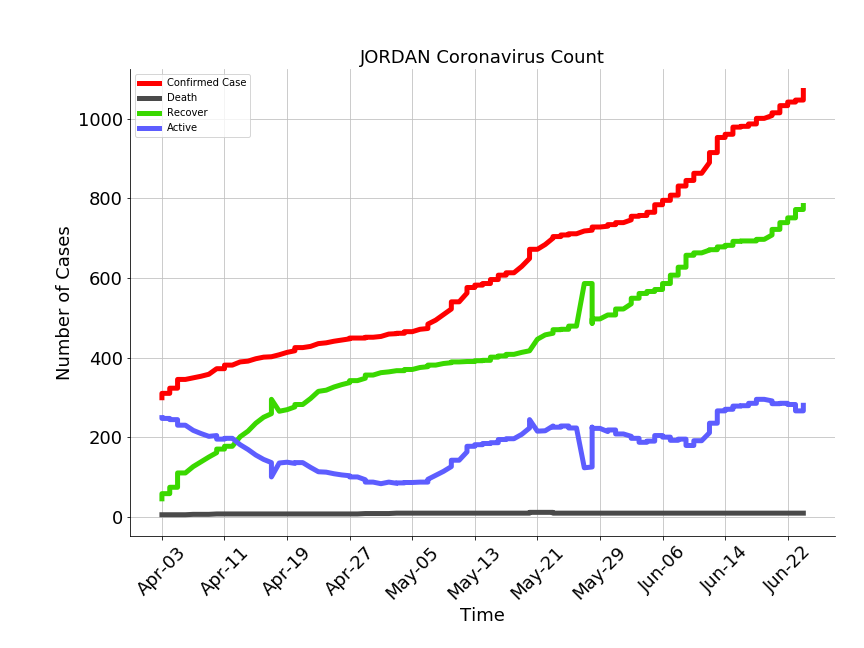 JORDAN Coronavirus Count
Confirmed Case
Death
Recover
Active
Number of Cases
1000
800
600
400
200
0
Apr-03
Apr-11
Apr-19
Apr-27
May-05
May-13
May-21
May-29
Jun-06
Jun-14
Jun-22
Time